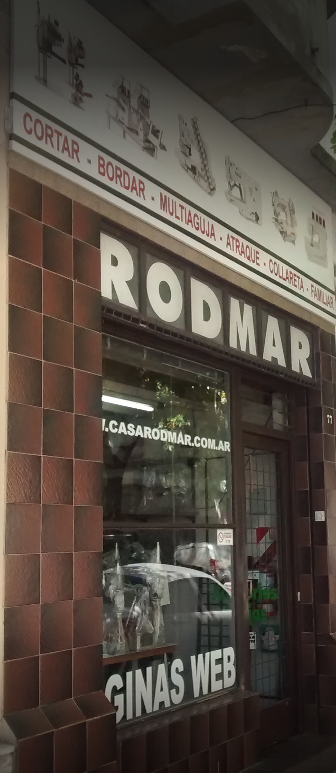 CORTAR - BORDAR - MULTIAGUJA - ATRAQUE - COLLARETA - FAMILIAR
RODMAR
.CASARODMAR.COM.AR
GINAS WEB